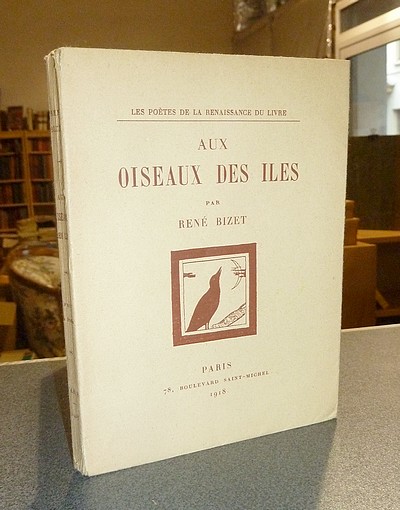 LES POÈTES DE LA RENAISSANCE DU LIVRE
AUX
OISEAUX DES ILES
PAR
RENÉ BIZET
PARIS
78, BOULEVARD SAINT-MICHEL
1918